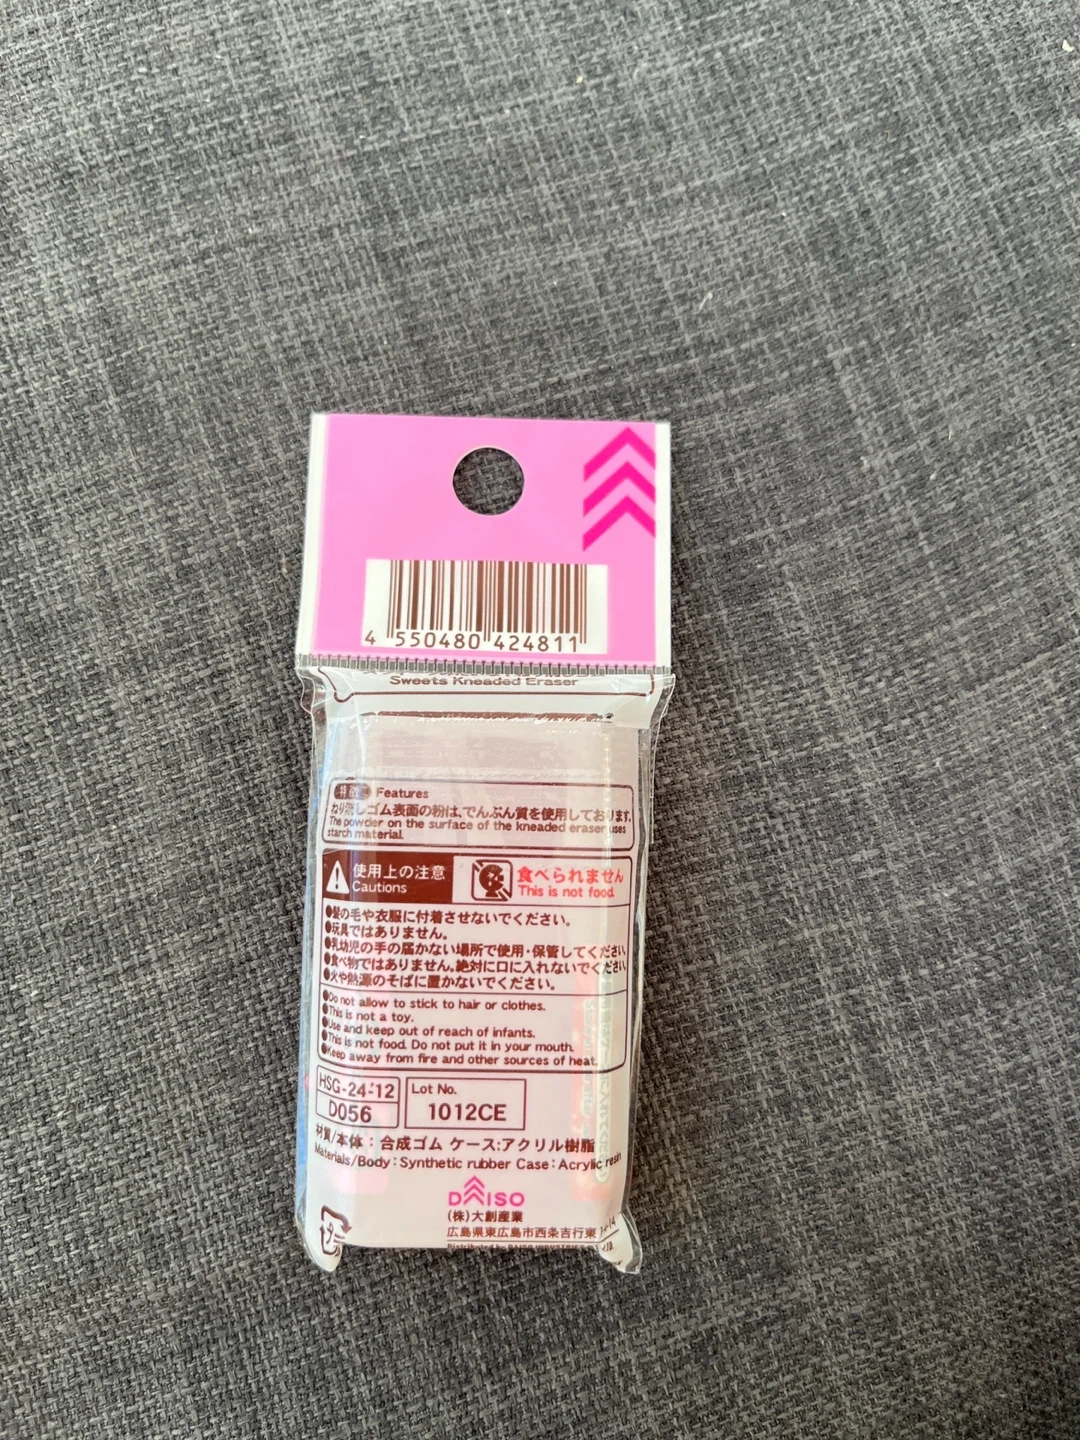 4 550480 424811
Sweets Kneaded Eraser
特徴 Features
ねり消しゴム表面の粉は、でんぷん質を使用しております。
The powder on the surface of the kneaded eraser uses
starch material.
使用上の注意
Cautions
食べられません
This is not food.
●髪の毛や衣服に付着させないでください。
●玩具ではありません。
●乳幼児の手の届かない場所で使用・保管してください。
●食べ物ではありません。絶対に口に入れないでください。
●火や熱源のそばに置かないでください。
●Do not allow to stick to hair or clothes.
●This is not a toy.
●Use and keep out of reach of infants.
●This is not food. Do not put it in your mouth.
●Keep away from fire and other sources of heat.
HSG-24-12
D056
Lot No.
1012CE
材質/本体：合成ゴム ケース:アクリル樹脂
Materials/Body : Synthetic rubber Case : Acrylic resin
DAISO
(株)大創産業
広島県東広島市西条吉行東
プラ
Distributed by DAISO